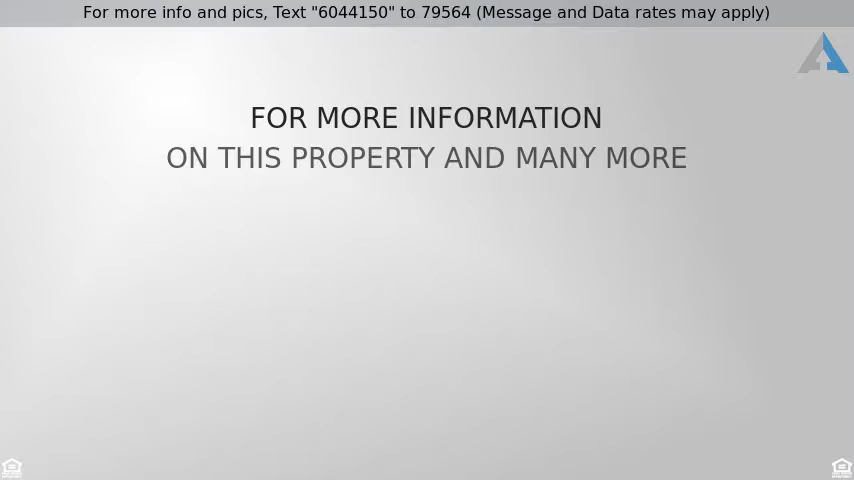 For more info and pics, Text "6044150" to 79564 (Message and Data rates may apply)
FOR MORE INFORMATION
ON THIS PROPERTY AND MANY MORE